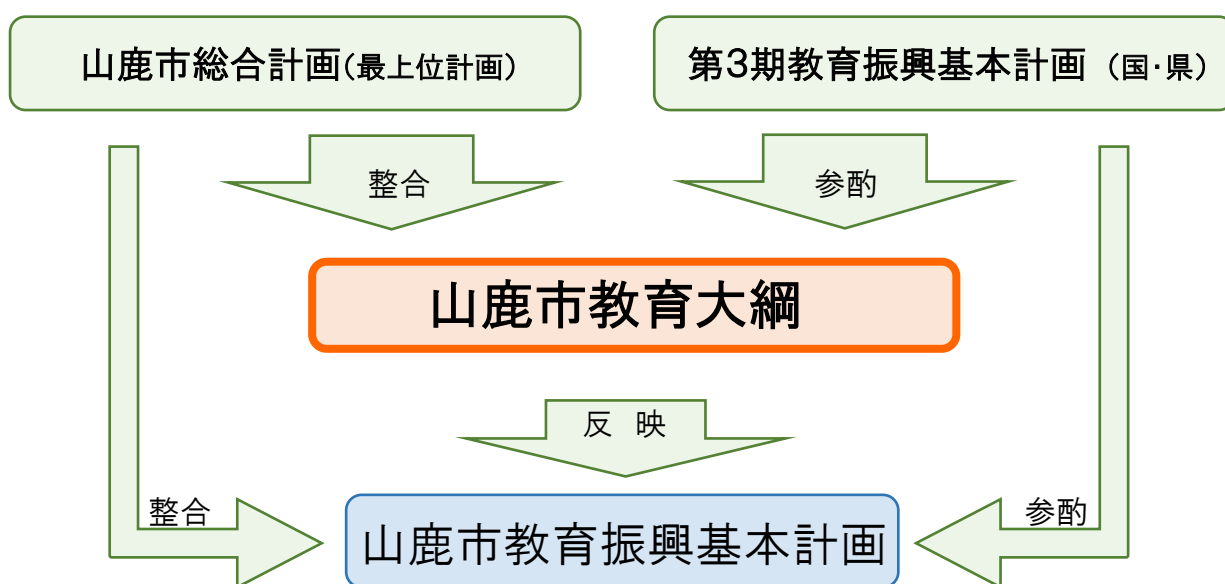 山鹿市総合計画(最上位計画)
第3期教育振興基本計画 (国・県)
整合
参酌
山鹿市教育大綱
反 映
整合
参酌
山鹿市教育振興基本計画